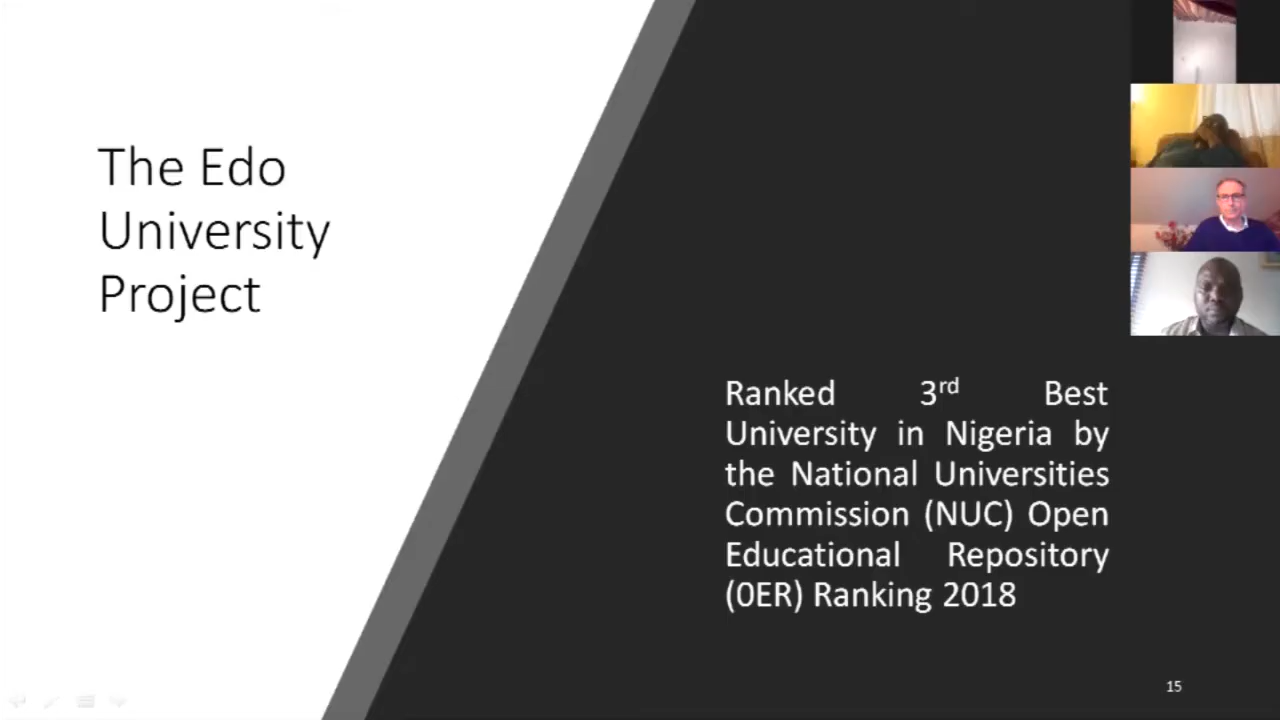 The Edo
University
Project
Ranked 3rd Best
University in Nigeria by
the National Universities
Commission (NUC) Open
Educational Repository
(0ER) Ranking 2018
15